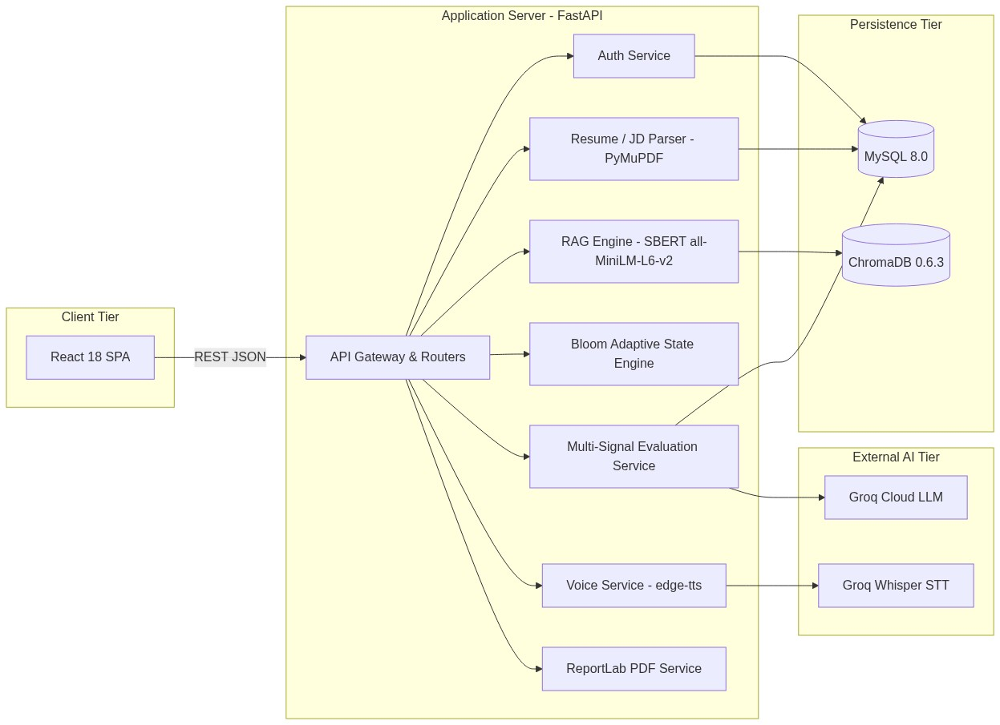 Application Server - FastAPI
Persistence Tier
Auth Service
Resume / JD Parser -
PyMuPDF
MySQL 8.0
RAG Engine - SBERT all-
MiniLM-L6-v2
ChromaDB 0.6.3
Client Tier
React 18 SPA
REST JSON
API Gateway & Routers
Bloom Adaptive State
Engine
Multi-Signal Evaluation
Service
External AI Tier
Groq Cloud LLM
Voice Service - edge-tts
Groq Whisper STT
ReportLab PDF Service